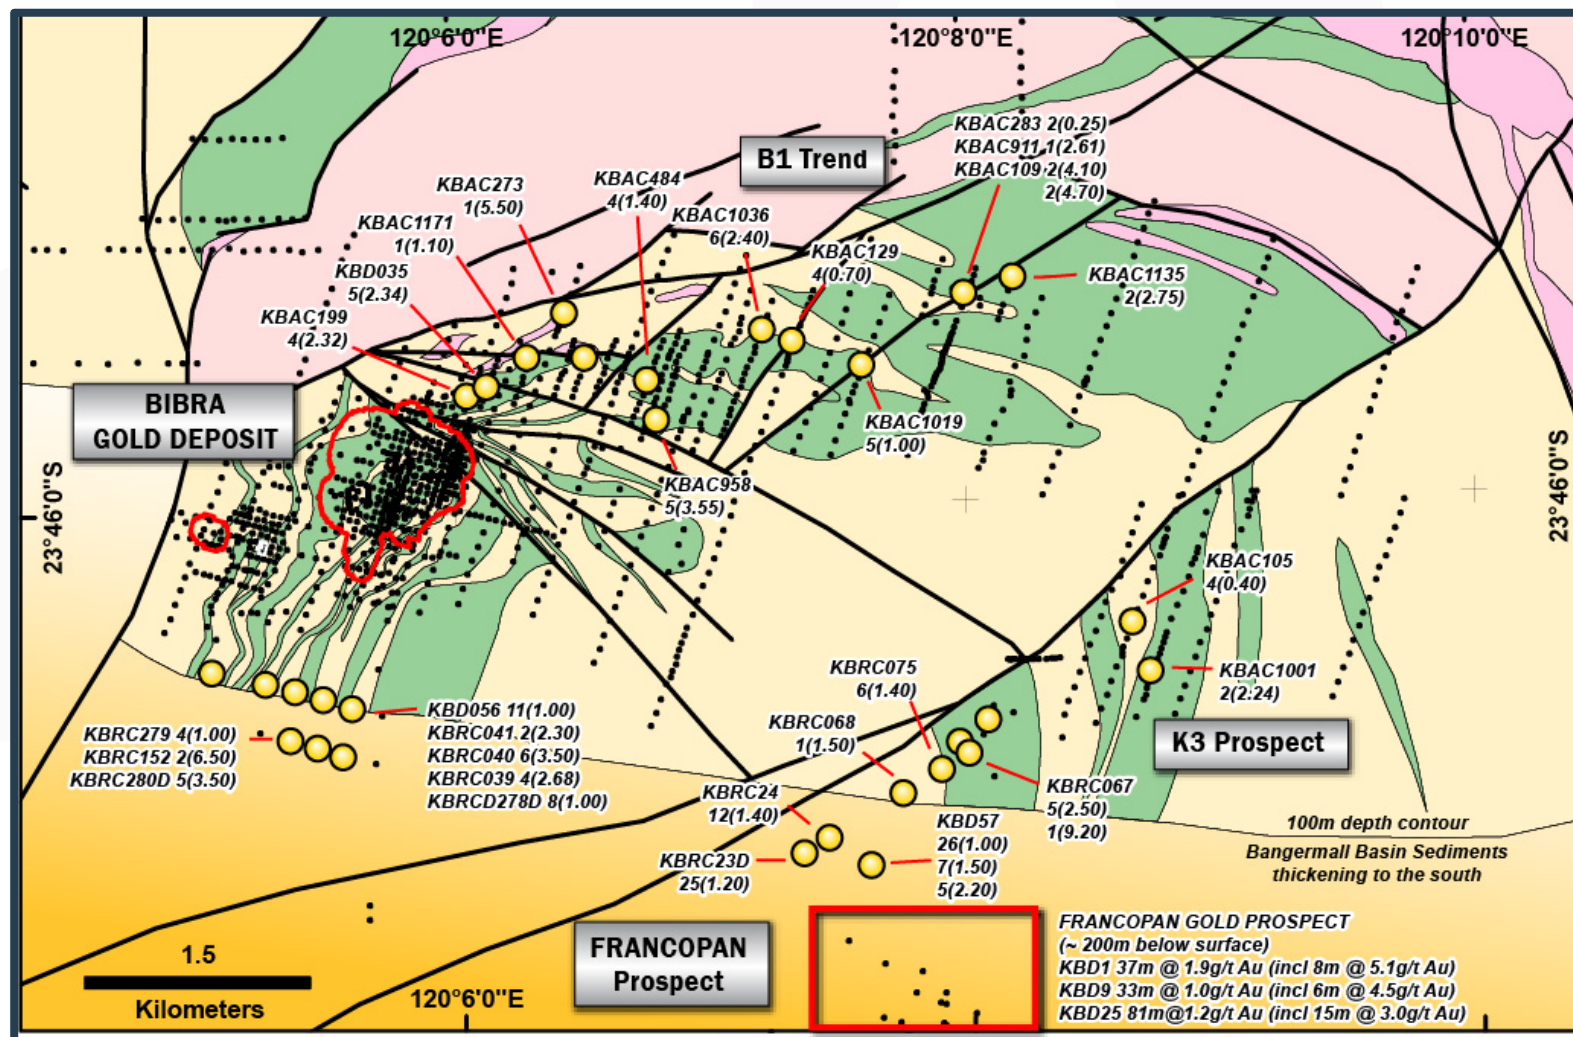 120°6'0"E
120°8'0"E
120°10'0"E
KBAC283 2(0.25)
KBAC911 1(2.61)
KBAC109 2(4.10)
2(4.70)
B1 Trend
KBAC273
1(5.50)
KBAC484
4(1.40)
KBAC1171
1(1.10)
KBAC1036
6(2.40)
KBD035
5(2.34)
KBAC129
4(0.70)
KBAC1135
2(2.75)
KBAC199
4(2.32)
BIBRA
GOLD DEPOSIT
KBAC1019
5(1.00)
KBAC958
5(3.55)
23°46'0"S
23°46'0"S
KBAC105
4(0.40)
KBAC1001
2(2.24)
KBRC075
6(1.40)
KBRC068
1(1.50)
K3 Prospect
KBD056 11(1.00)
KBRC041.2(2.30)
KBRC040 6(3.50)
KBRC039 4(2.68)
KBRCD278D 8(1.00)
KBRC279 4(1.00)
KBRC152 2(6.50)
KBRC280D 5(3.50)
KBRC067
5(2.50)
1(9.20)
KBRC24
12(1.40)
KBD57
26(1.00)
7(1.50)
5(2.20)
KBRC23D
25(1.20)
100m depth contour
Bangermall Basin Sediments
thickening to the south
FRANCOPAN
Prospect
FRANCOPAN GOLD PROSPECT
(~ 200m below surface)
KBD1 37m @ 1.9g/t Au (incl 8m @ 5.1g/t Au)
KBD9 33m @ 1.0g/t Au (incl 6m @ 4.5g/t Au)
KBD25 81m@1.2g/t Au (incl 15m @ 3.0g/t Au)
1.5
Kilometers
120°6'0"E